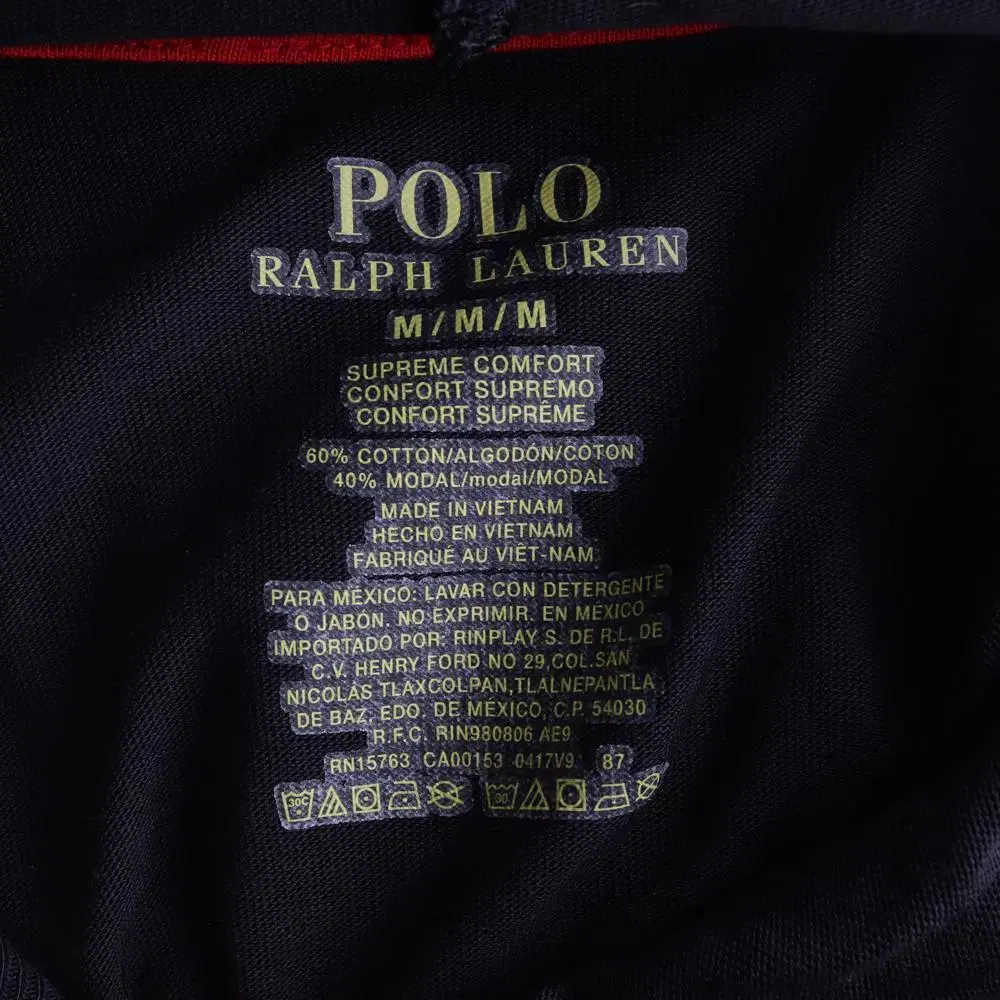 POLO
RALPH LAUREN
M / M / M
SUPREME COMFORT
CONFORT SUPREMO
CONFORT SUPRÊME
60% COTTON/ALGODÓN/COTON
40% MODAL/modal/MODAL
MADE IN VIETNAM
HECHO EN VIETNAM
FABRIQUÉ AU VIÊT-NAM
PARA MÉXICO: LAVAR CON DETERGENTE
O JABÓN. NO EXPRIMIR. EN MÉXICO
IMPORTADO POR: RINPLAY S. DE R.L. DE
C.V. HENRY FORD NO 29,COL.SAN
NICOLÁS TLAXCOLPAN,TLALNEPANTLA
DE BAZ, EDO. DE MÉXICO, C.P. 54030
R.F.C. RIN980806 AE9
RN15763 CA00153 0417V9 87
30C 30